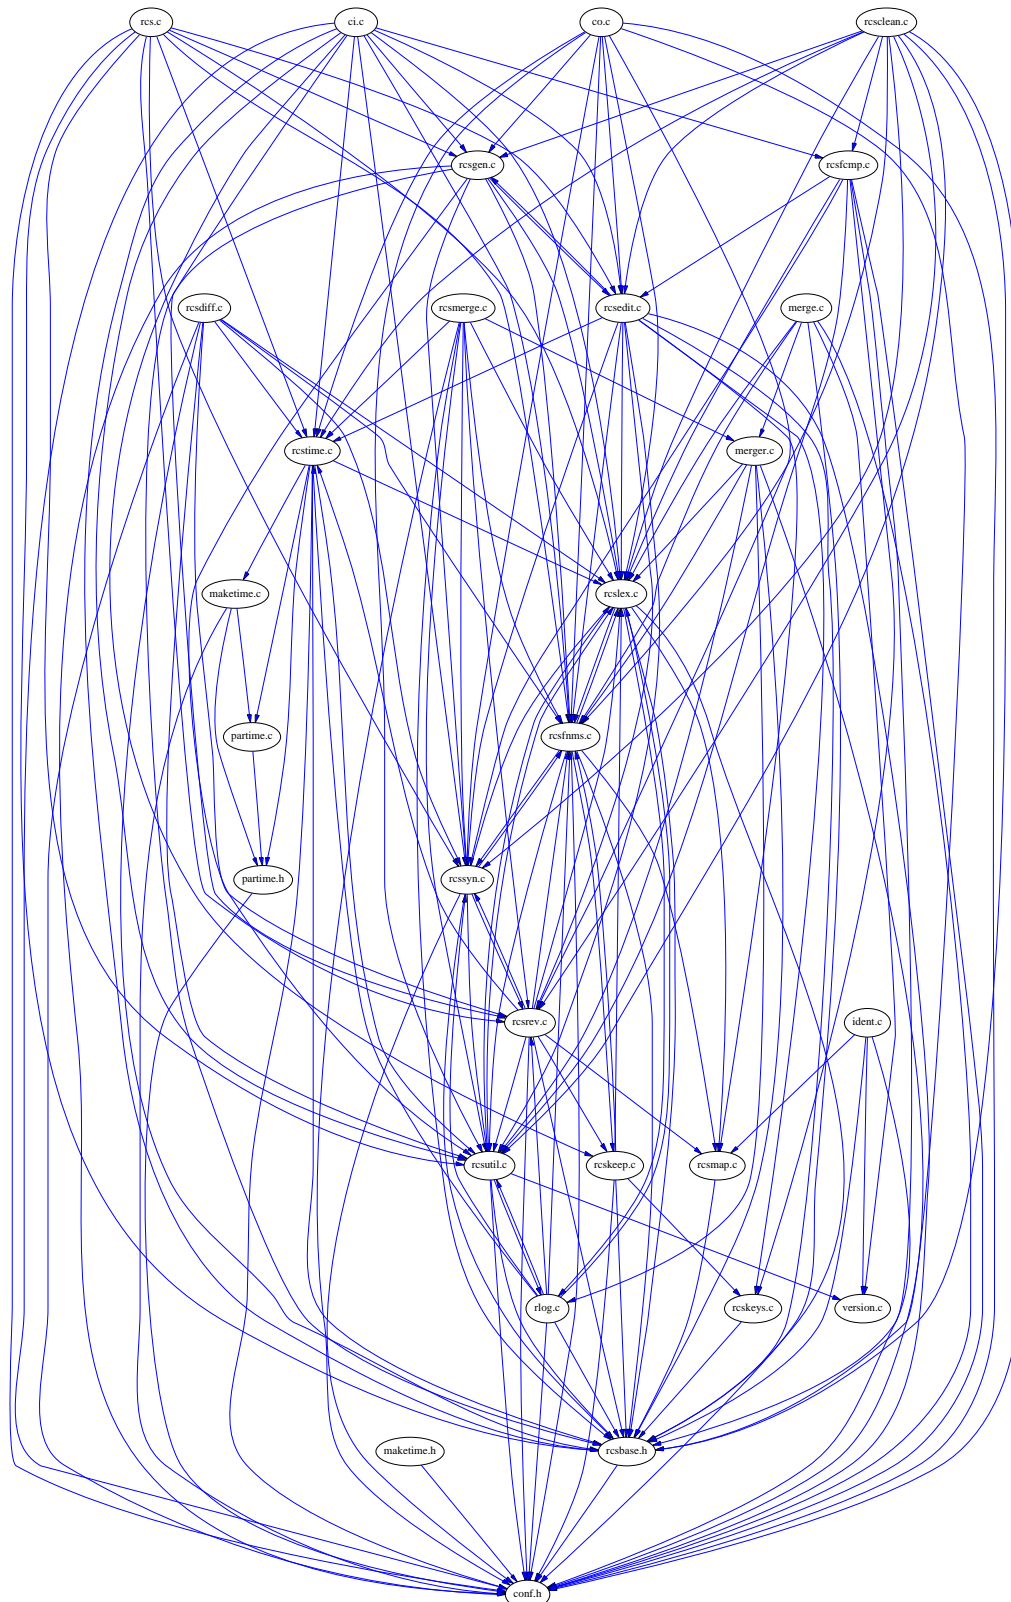 rcs.c
ci.c
co.c
rcsclean.c
rcsgen.c
rcsfcmp.c
rcsdiff.c
rcsmerge.c
rcsedit.c
merge.c
rcstime.c
merger.c
maketime.c
rcslex.c
partime.c
rcsfnms.c
partime.h
rcssyn.c
rcsrev.c
ident.c
rcsutil.c
rcskeep.c
rcsmap.c
rlog.c
rcskeys.c
version.c
maketime.h
rcsbase.h
conf.h